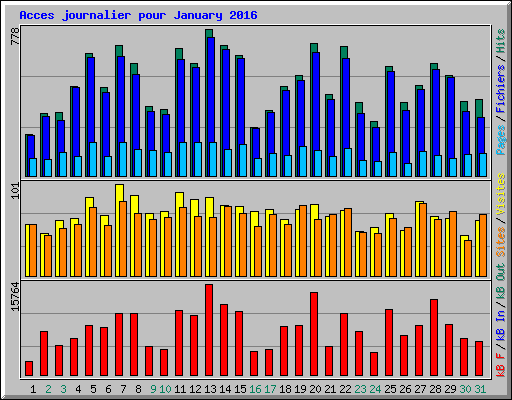 Acces journalier pour January 2016
778
Pages / Fichiers / Hits
101
Sites / Visites
15764
kB F / kB In / kB Out
1 2 3 4 5 6 7 8 9 10 11 12 13 14 15 16 17 18 19 20 21 22 23 24 25 26 27 28 29 30 31